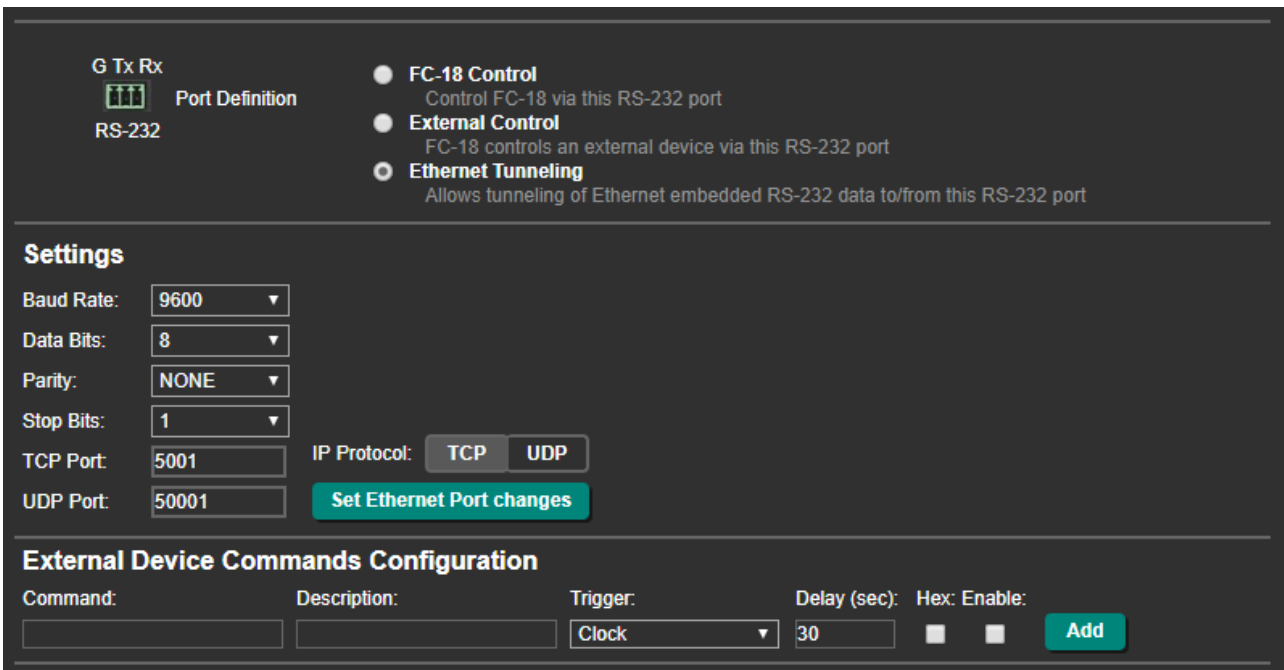 G Tx Rx
Port Definition
RS-232
FC-18 Control
Control FC-18 via this RS-232 port
External Control
FC-18 controls an external device via this RS-232 port
Ethernet Tunneling
Allows tunneling of Ethernet embedded RS-232 data to/from this RS-232 port
Settings
Baud Rate: 9600
Data Bits: 8
Parity: NONE
Stop Bits: 1
TCP Port: 5001 IP Protocol: TCP UDP
UDP Port: 50001 Set Ethernet Port changes
External Device Commands Configuration
Command: Description: Trigger: Delay (sec): Hex: Enable:
Clock 30 Add